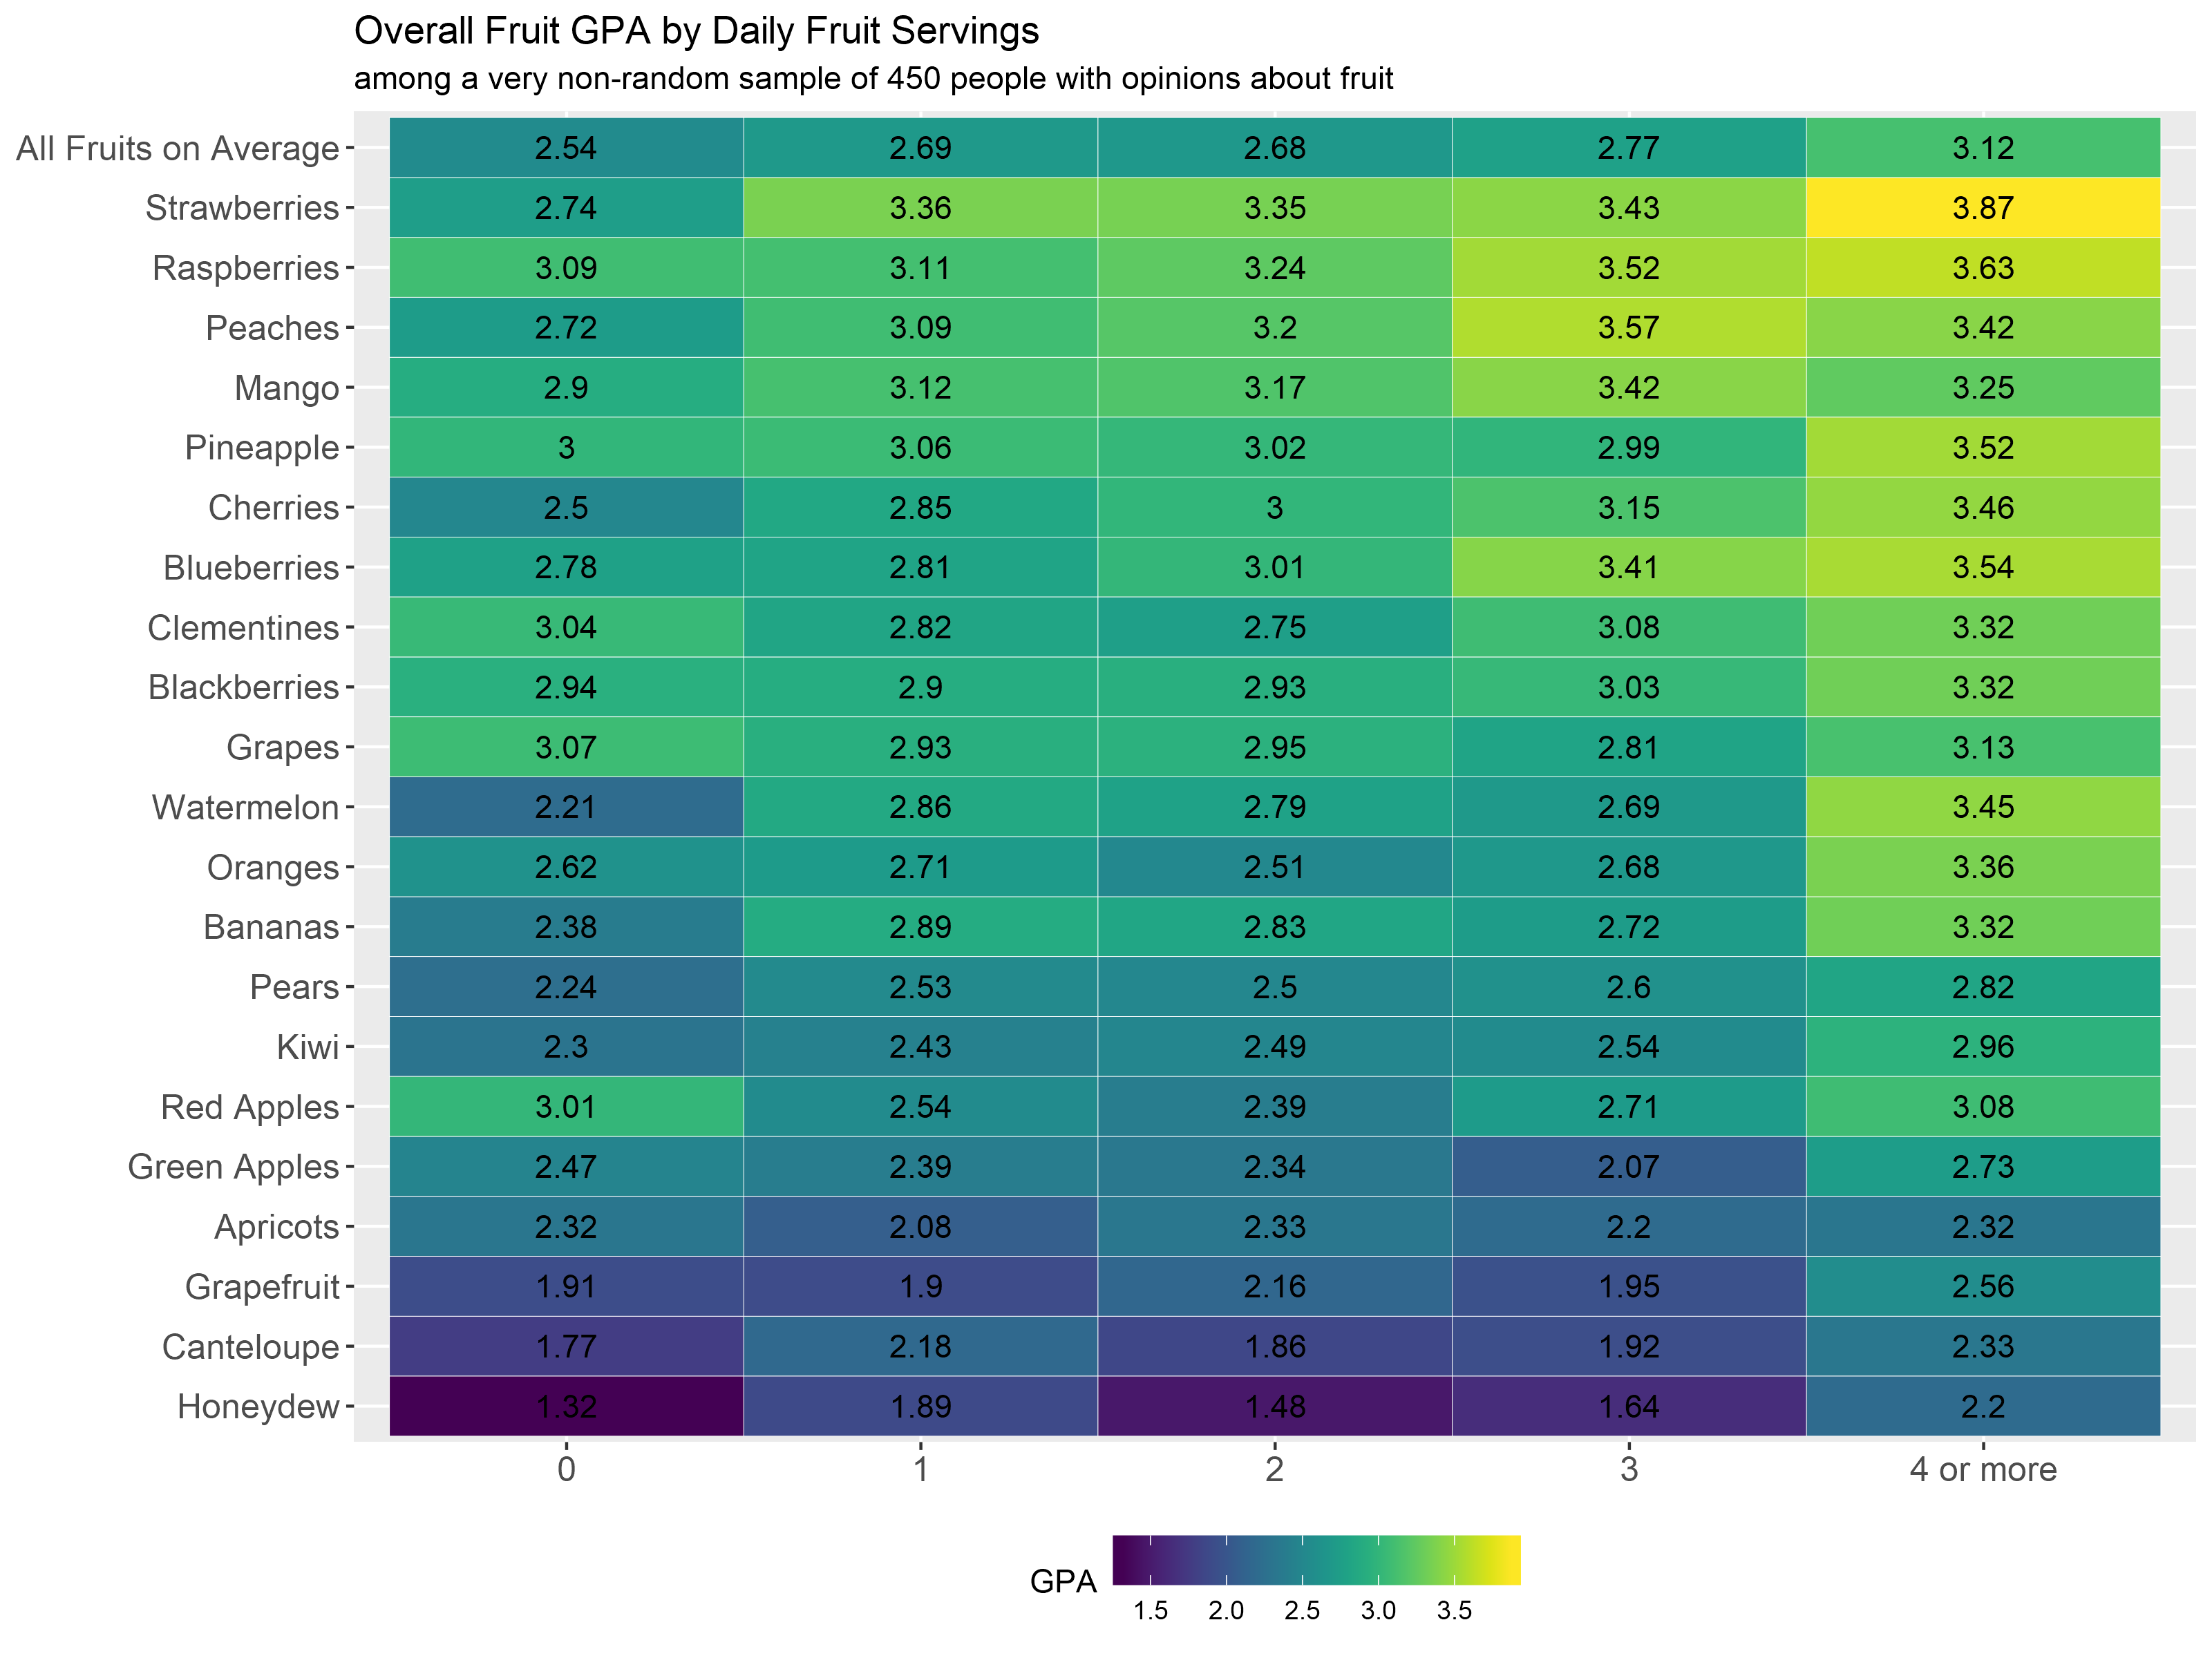 Overall Fruit GPA by Daily Fruit Servings
among a very non-random sample of 450 people with opinions about fruit
All Fruits on Average 2.54 2.69 2.68 2.77 3.12
Strawberries 2.74 3.36 3.35 3.43 3.87
Raspberries 3.09 3.11 3.24 3.52 3.63
Peaches 2.72 3.09 3.2 3.57 3.42
Mango 2.9 3.12 3.17 3.42 3.25
Pineapple 3 3.06 3.02 2.99 3.52
Cherries 2.5 2.85 3 3.15 3.46
Blueberries 2.78 2.81 3.01 3.41 3.54
Clementines 3.04 2.82 2.75 3.08 3.32
Blackberries 2.94 2.9 2.93 3.03 3.32
Grapes 3.07 2.93 2.95 2.81 3.13
Watermelon 2.21 2.86 2.79 2.69 3.45
Oranges 2.62 2.71 2.51 2.68 3.36
Bananas 2.38 2.89 2.83 2.72 3.32
Pears 2.24 2.53 2.5 2.6 2.82
Kiwi 2.3 2.43 2.49 2.54 2.96
Red Apples 3.01 2.54 2.39 2.71 3.08
Green Apples 2.47 2.39 2.34 2.07 2.73
Apricots 2.32 2.08 2.33 2.2 2.32
Grapefruit 1.91 1.9 2.16 1.95 2.56
Canteloupe 1.77 2.18 1.86 1.92 2.33
Honeydew 1.32 1.89 1.48 1.64 2.2
0 1 2 3 4 or more
GPA
1.5 2.0 2.5 3.0 3.5